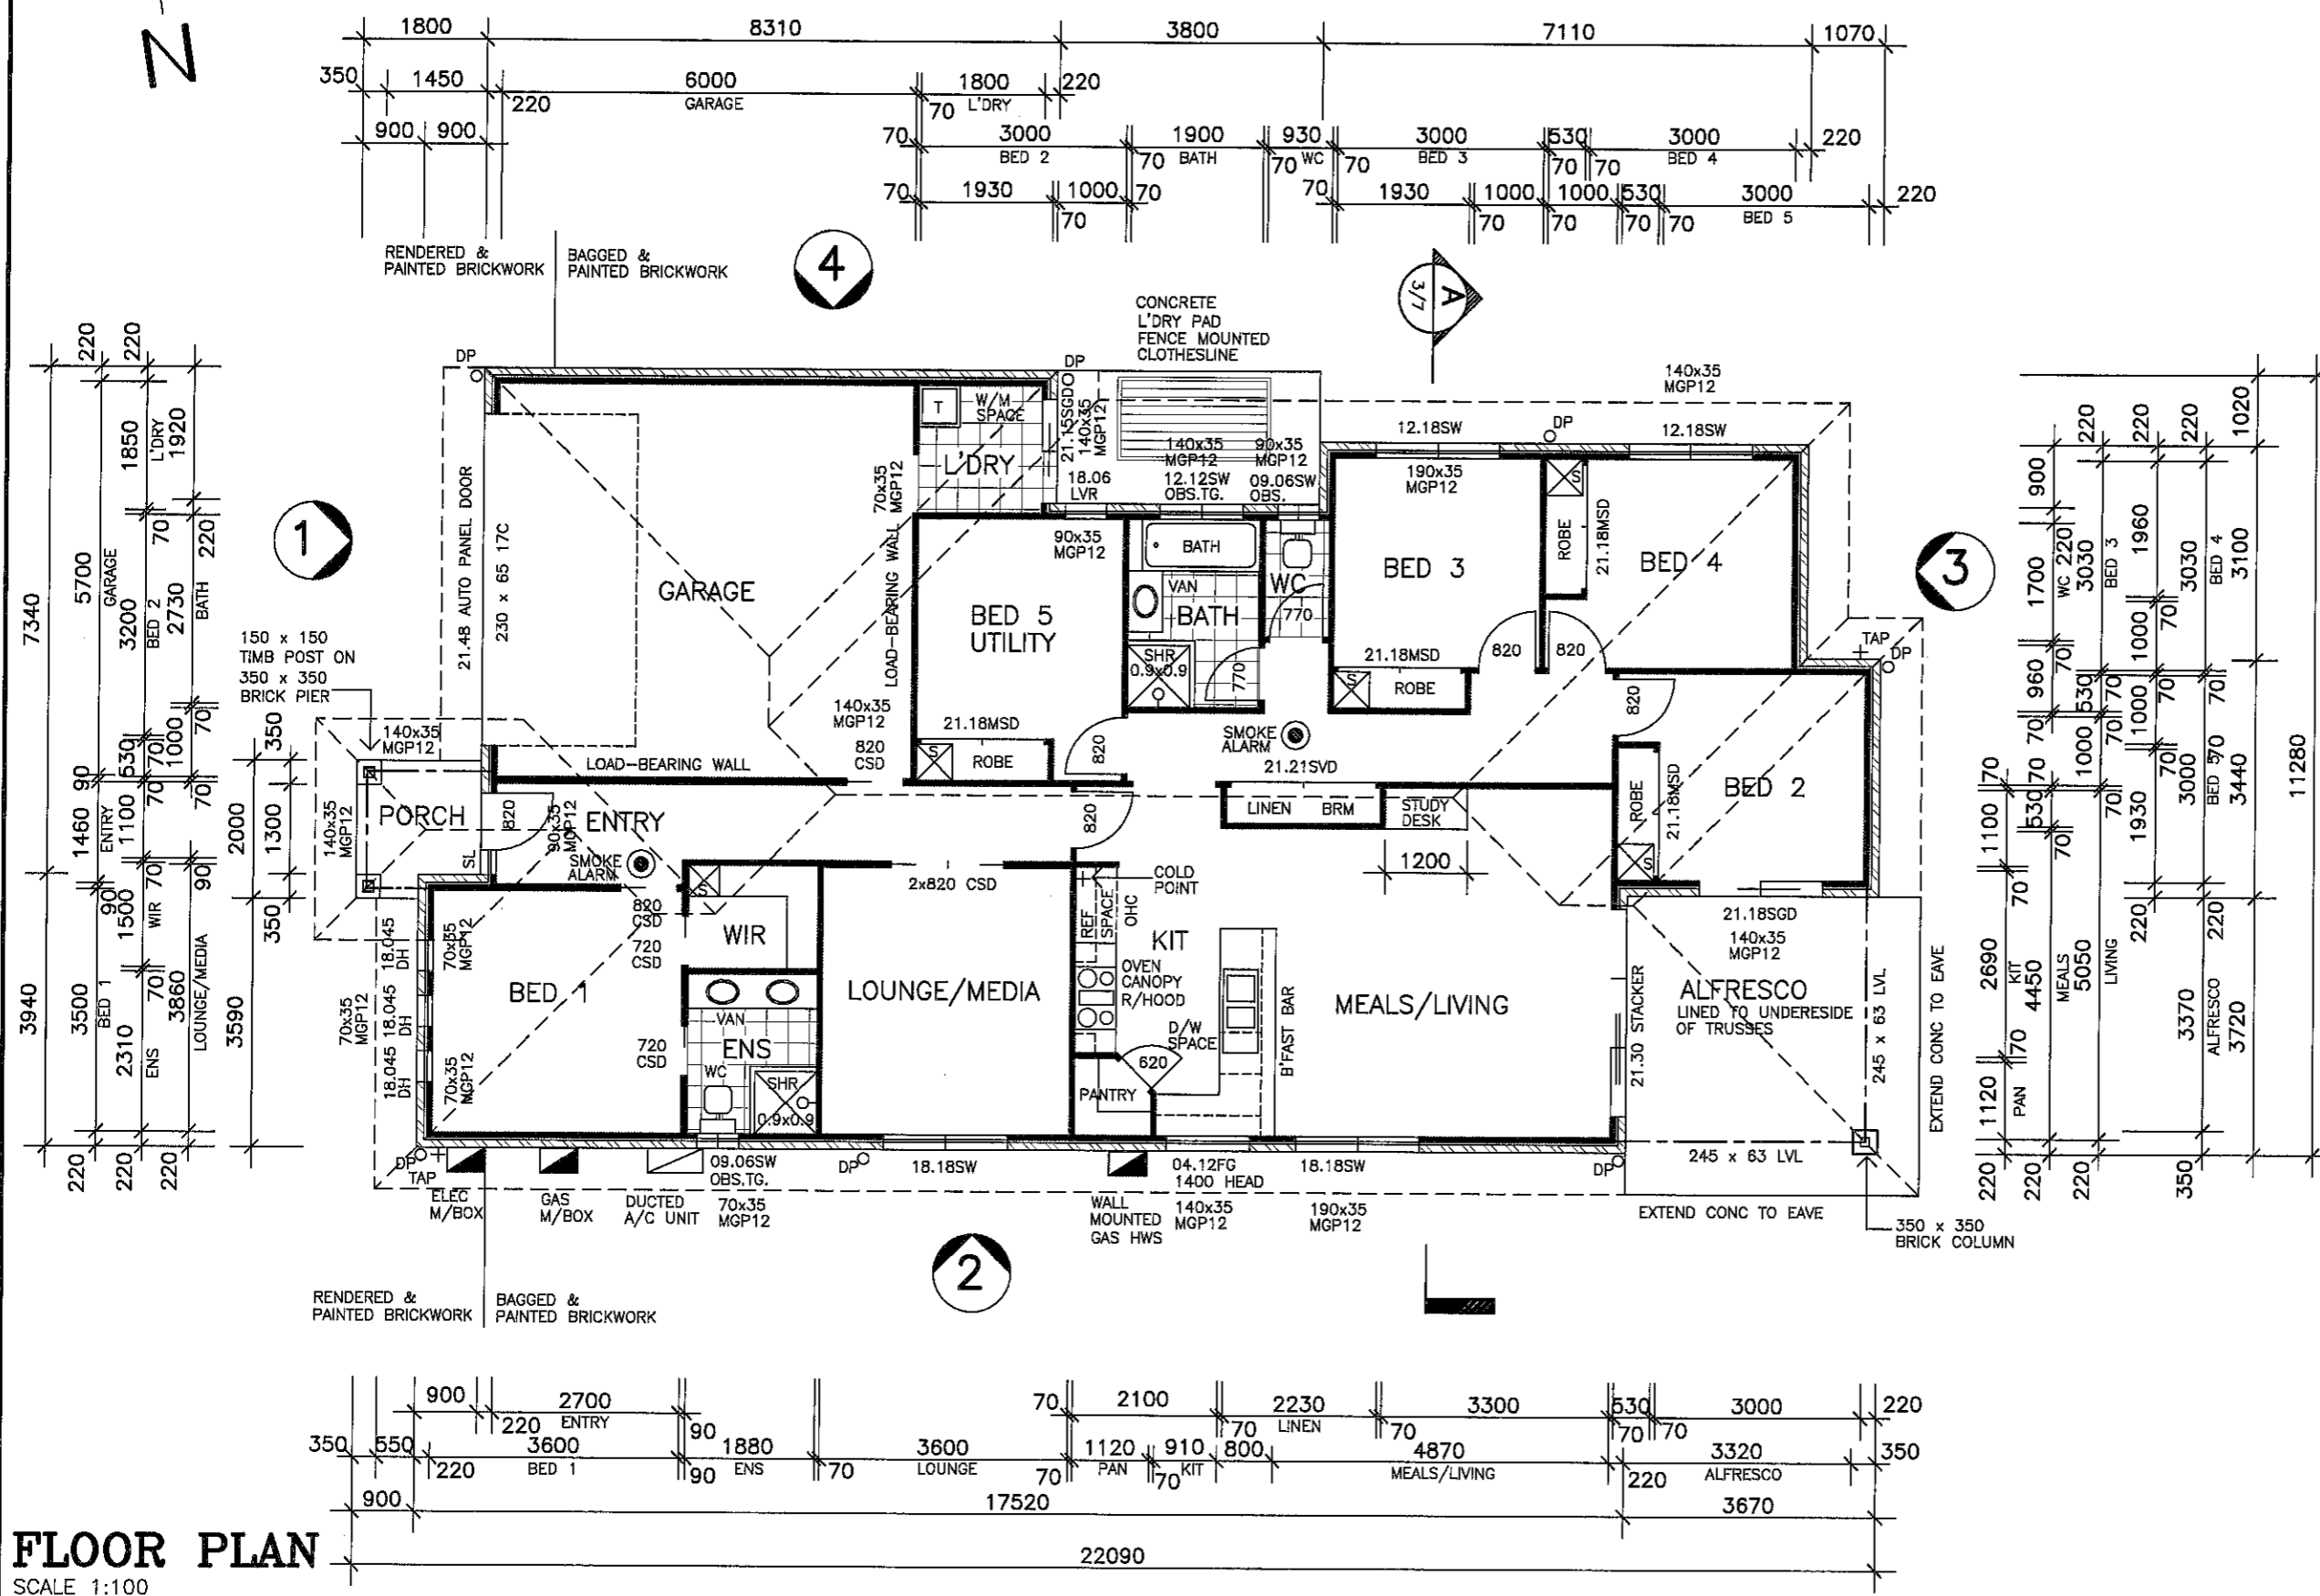 N
1800 8310 3800 7110 1070
350 1450 6000 1800 220
220 GARAGE 70 L'DRY
900 900
70 3000 1900 930 3000 530 3000 220
BED 2 70 BATH 70 WC 70 BED 3 70 70 BED 4
70 1930 1000 70 70 1930 1000 1000 530 3000 220
70 70 70 70 70 BED 5
RENDERED &
PAINTED BRICKWORK
BAGGED &
PAINTED BRICKWORK
4
A
3/7
CONCRETE
L'DRY PAD
FENCE MOUNTED
CLOTHESLINE
DP
DP
140x35
MGP12
12.18SW
DP
12.18SW
7340
3940
220
5700
GARAGE
90
1460
ENTRY
90
3500
BED 1
220
220
1850
L'DRY
70
3200
BED 2
70
530
70
1100
70
1500
WIR
70
2310
ENS
220
1920
220
2730
BATH
70
1000
70
90
3860
LOUNGE/MEDIA
220
2000
3590
350
1300
350
1
150 x 150
TIMB POST ON
350 x 350
BRICK PIER
21.48 AUTO PANEL DOOR
230 x 65 17C
GARAGE
LOAD-BEARING WALL
LOAD-BEARING WALL
70x35
MGP12
T
W/M
SPACE
L'DRY
21.15SGD
140x35
MGP12
18.06
LVR
140x35
MGP12
12.12SW
OBS.TG.
90x35
MGP12
09.06SW
OBS.
190x35
MGP12
90x35
MGP12
BED 5
UTILITY
21.18MSD
S
ROBE
820
140x35
MGP12
820
CSD
BATH
VAN
BATH
SHR
0.9x0.9
770
WC
770
BED 3
21.18MSD
S
ROBE
820
820
S
ROBE
21.18MSD
BED 4
3
TAP
DP
820
ROBE
21.18MSD
S
BED 2
SMOKE
ALARM
21.21SVD
LINEN BRM
STUDY
DESK
1200
820
140x35
MGP12
140x35
MGP12
PORCH
820
SL
90x35
MGP12
ENTRY
SMOKE
ALARM
S
820
CSD
720
CSD
WIR
2x820 CSD
COLD
POINT
REF
SPACE
OHC
KIT
OVEN
CANOPY
R/HOOD
D/W
SPACE
620
PANTRY
B'FAST BAR
BED 1
70x35
MGP12
70x35
MGP12
70x35
MGP12
18.045
DH
18.045
DH
18.045
DH
VAN
ENS
WC
SHR
0.9x0.9
720
CSD
LOUNGE/MEDIA
MEALS/LIVING
21.30 STACKER
21.18SGD
140x35
MGP12
ALFRESCO
LINED TO UNDERESIDE
OF TRUSSES
245 x 63 LVL
245 x 63 LVL
EXTEND CONC TO EAVE
EXTEND CONC TO EAVE
350 x 350
BRICK COLUMN
DP
TAP
ELEC
M/BOX
GAS
M/BOX
DUCTED
A/C UNIT
09.06SW
OBS.TG.
70x35
MGP12
DP
18.18SW
WALL
MOUNTED
GAS HWS
04.12FG
1400 HEAD
140x35
MGP12
18.18SW
190x35
MGP12
DP
70
1100
70
2690
KIT
70
1120
PAN
220
900
220
1700
WC
70
960
70
530
70
4450
MEALS
220
220
3030
BED 3
70
530
70
1000
70
5050
LIVING
220
220
1960
70
1000
70
1000
70
1930
220
220
3030
BED 4
70
70
3000
BED 5
220
3370
ALFRESCO
350
1020
3100
3440
3720
11280
2
RENDERED &
PAINTED BRICKWORK
BAGGED &
PAINTED BRICKWORK
900 2700 70 2100 2230 3300 530 3000 220
220 ENTRY 90 70 LINEN 70 70 70
350 550 3600 1880 3600 1120 910 800 4870 3320 350
220 BED 1 90 ENS 70 LOUNGE 70 PAN 70 KIT MEALS/LIVING 220 ALFRESCO
900 17520 3670
22090
FLOOR PLAN
SCALE 1:100